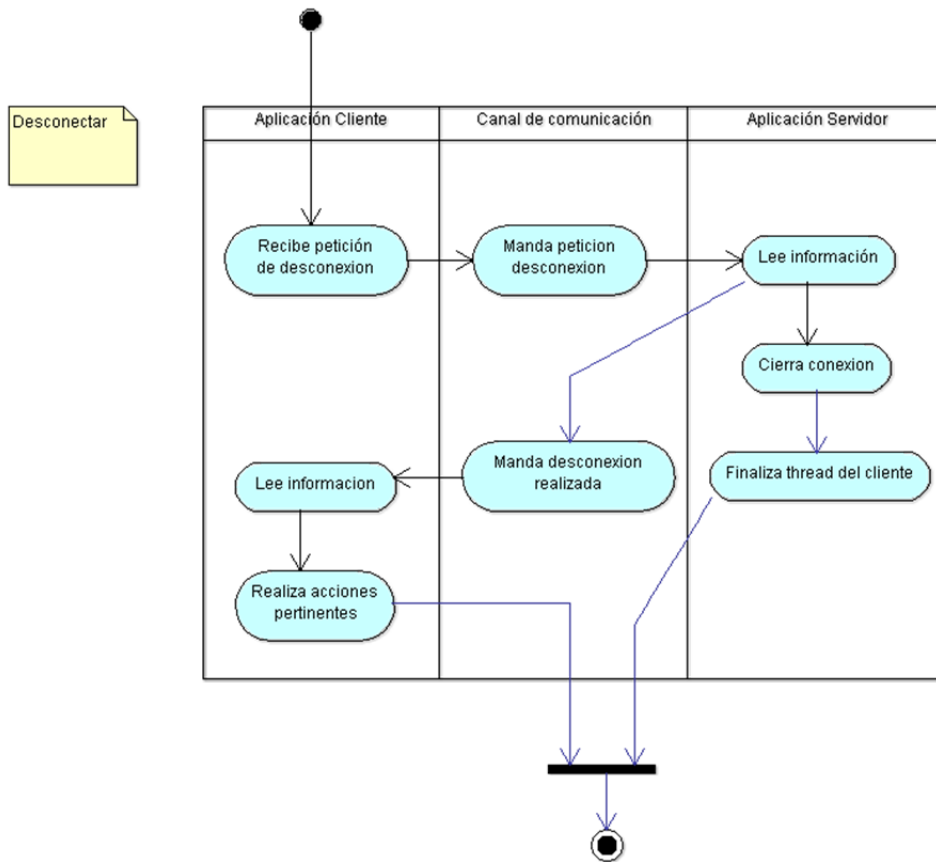 Desconectar
Aplicación Cliente
Canal de comunicación
Aplicación Servidor
Recibe petición
de desconexion
Manda peticion
desconexion
Lee información
Cierra conexion
Manda desconexion
realizada
Finaliza thread del cliente
Lee informacion
Realiza acciones
pertinentes